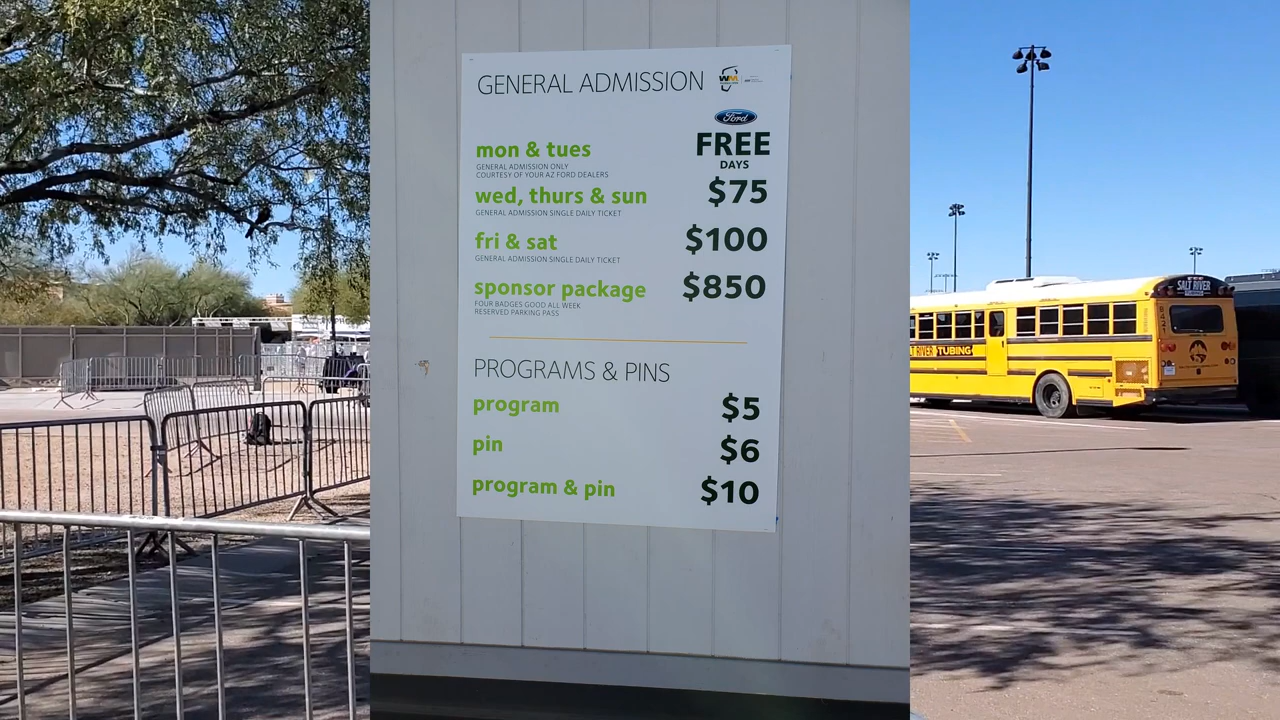 GENERAL ADMISSION
WM
Ford
mon & tues
FREE
DAYS
GENERAL ADMISSION ONLY
COURTESY OF YOUR AZ FORD DEALERS
wed, thurs & sun
$75
GENERAL ADMISSION SINGLE DAILY TICKET
fri & sat
$100
GENERAL ADMISSION SINGLE DAILY TICKET
sponsor package
$850
FOUR BADGES GOOD ALL WEEK
RESERVED PARKING PASS
PROGRAMS & PINS
program
$5
pin
$6
program & pin
$10
SALT RIVER
LT RIVER TUBING